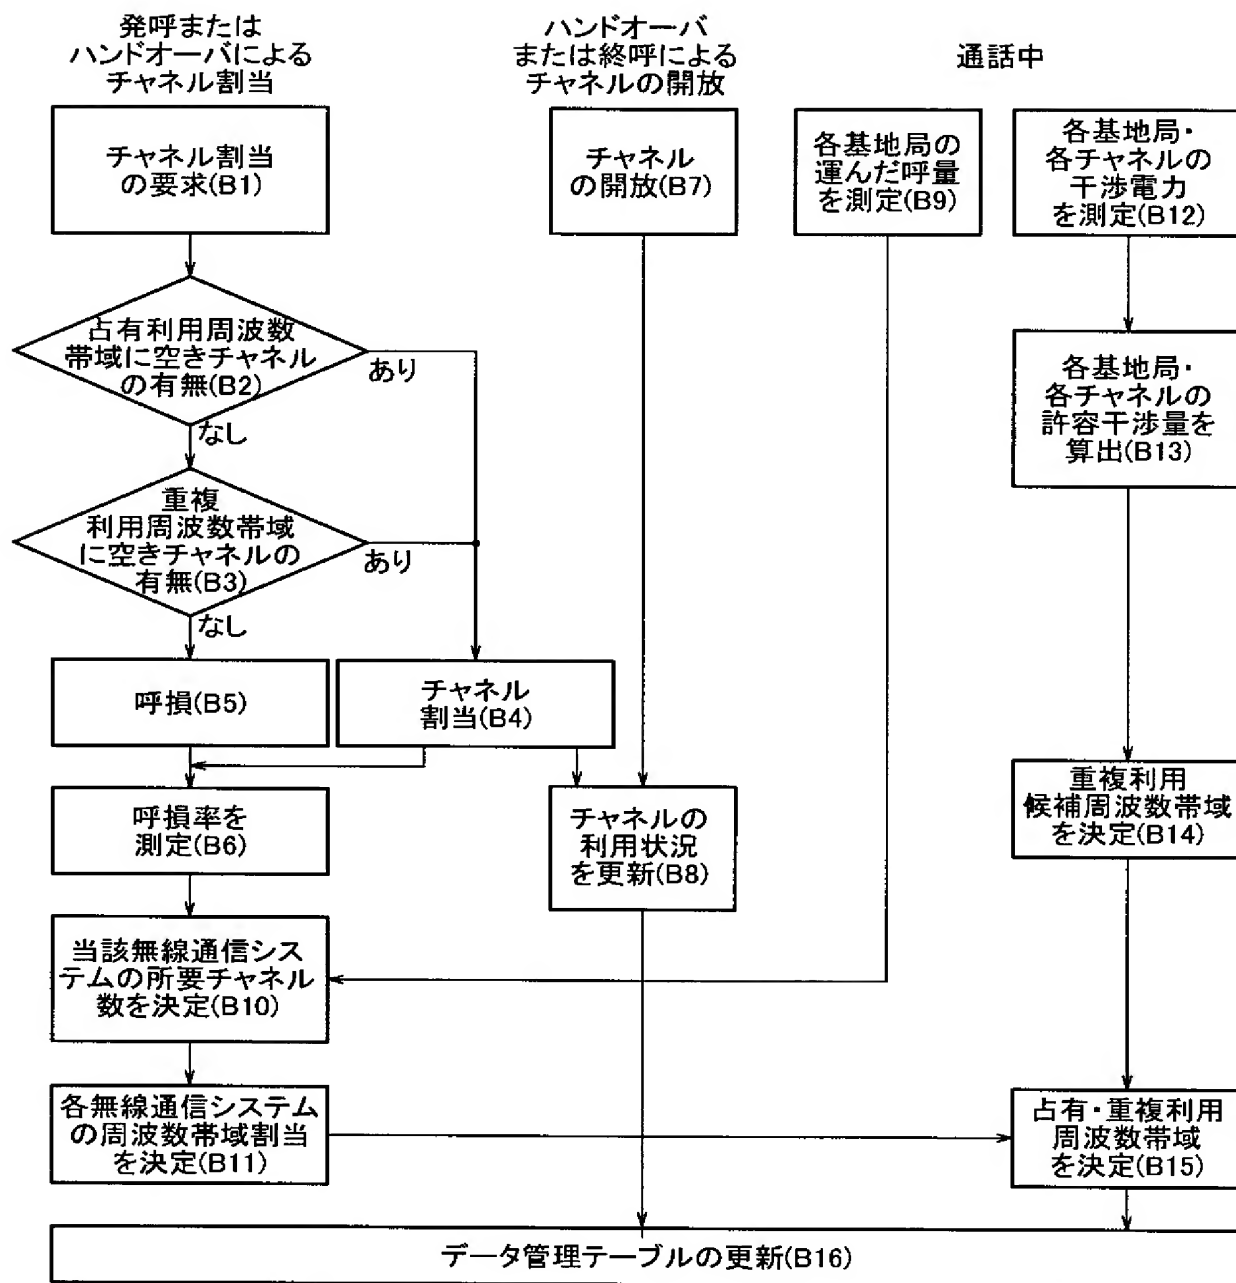 発呼または
ハンドオーバによる
チャネル割当
ハンドオーバ
または終呼による
チャネルの開放
通話中
チャネル割当
の要求(B1)
チャネル
の開放(B7)
各基地局の
運んだ呼量
を測定(B9)
各基地局・
各チャネルの
干渉電力
を測定(B12)
占有利用周波数
帯域に空きチャネル
の有無(B2)
あり
なし
各基地局・
各チャネルの
許容干渉量を
算出(B13)
重複
利用周波数帯域
に空きチャネルの
有無(B3)
あり
なし
呼損(B5)
チャネル
割当(B4)
呼損率を
測定(B6)
チャネルの
利用状況
を更新(B8)
重複利用
候補周波数帯域
を決定(B14)
当該無線通信シス
テムの所要チャネル
数を決定(B10)
各無線通信システム
の周波数帯域割当
を決定(B11)
占有・重複利用
周波数帯域
を決定(B15)
データ管理テーブルの更新(B16)